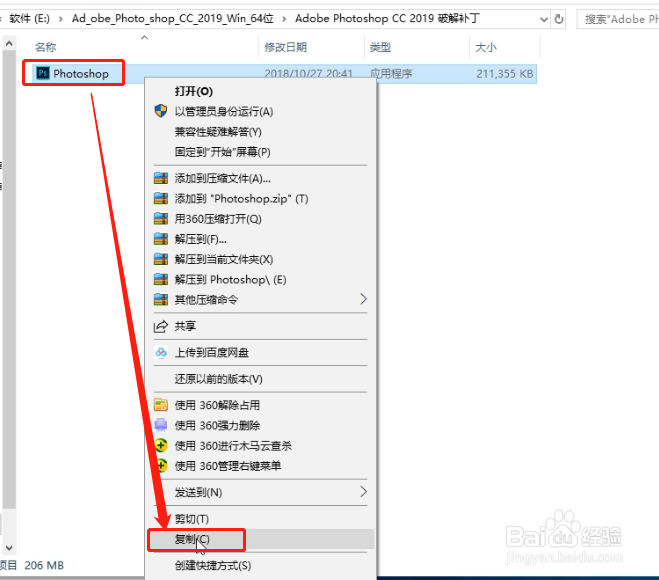 软件 (E:) › Ad_obe_Photo_shop_CC_2019_Win_64位 › Adobe Photoshop CC 2019 破解补丁 搜索"Adobe Ph
名称 修改日期 类型 大小
Photoshop 2018/10/27 20:41 应用程序 211,355 KB
打开(O)
以管理员身份运行(A)
兼容性疑难解答(Y)
固定到"开始"屏幕(P)
添加到压缩文件(A)...
添加到 "Photoshop.zip" (T)
用360压缩打开(Q)
解压到(F)...
解压到当前文件夹(X)
解压到 Photoshop\ (E)
其他压缩命令
共享
上传到百度网盘
还原以前的版本(V)
使用 360解除占用
使用 360强力删除
使用 360进行木马云查杀
使用 360管理右键菜单
发送到(N)
剪切(T)
复制(C)
创建快捷方式(S)
项目 206 MB
Bai 百度 经验
jingyan.baidu.com